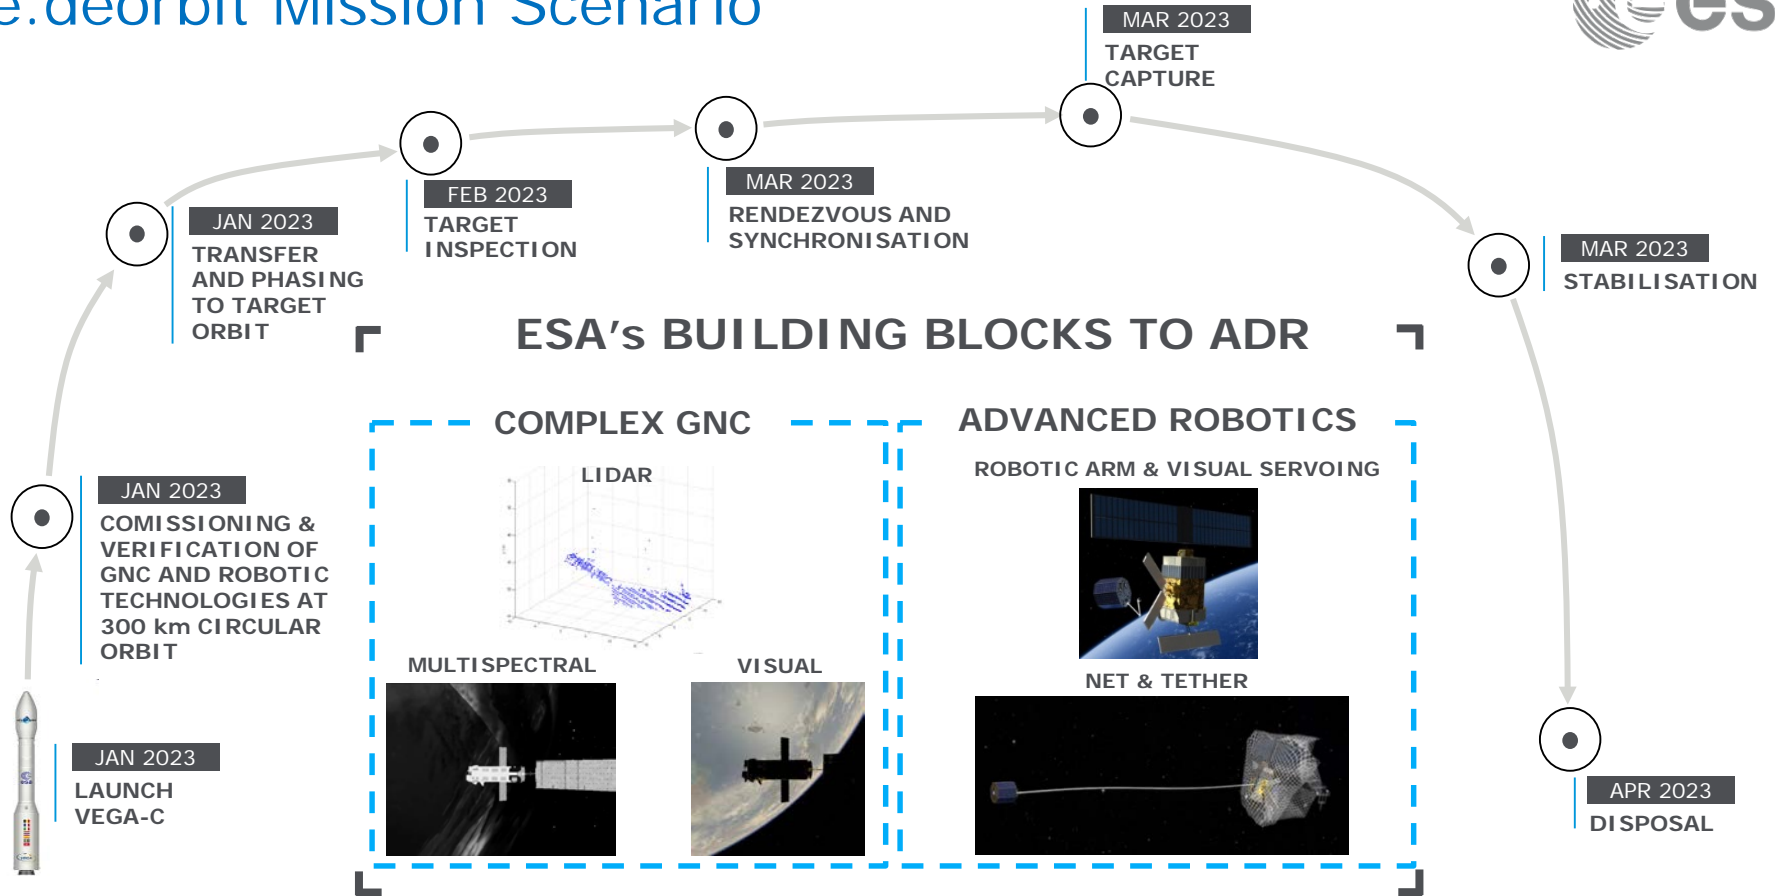 e.deorbit Mission Scenario
esa
MAR 2023
TARGET
CAPTURE
FEB 2023
TARGET
INSPECTION
MAR 2023
RENDEZVOUS AND
SYNCHRONISATION
JAN 2023
TRANSFER
AND PHASING
TO TARGET
ORBIT
MAR 2023
STABILISATION
JAN 2023
COMISSIONING &
VERIFICATION OF
GNC AND ROBOTIC
TECHNOLOGIES AT
300 km CIRCULAR
ORBIT
JAN 2023
LAUNCH
VEGA-C
ESA's BUILDING BLOCKS TO ADR
COMPLEX GNC
LIDAR
MULTISPECTRAL
VISUAL
ADVANCED ROBOTICS
ROBOTIC ARM & VISUAL SERVOING
NET & TETHER
APR 2023
DISPOSAL